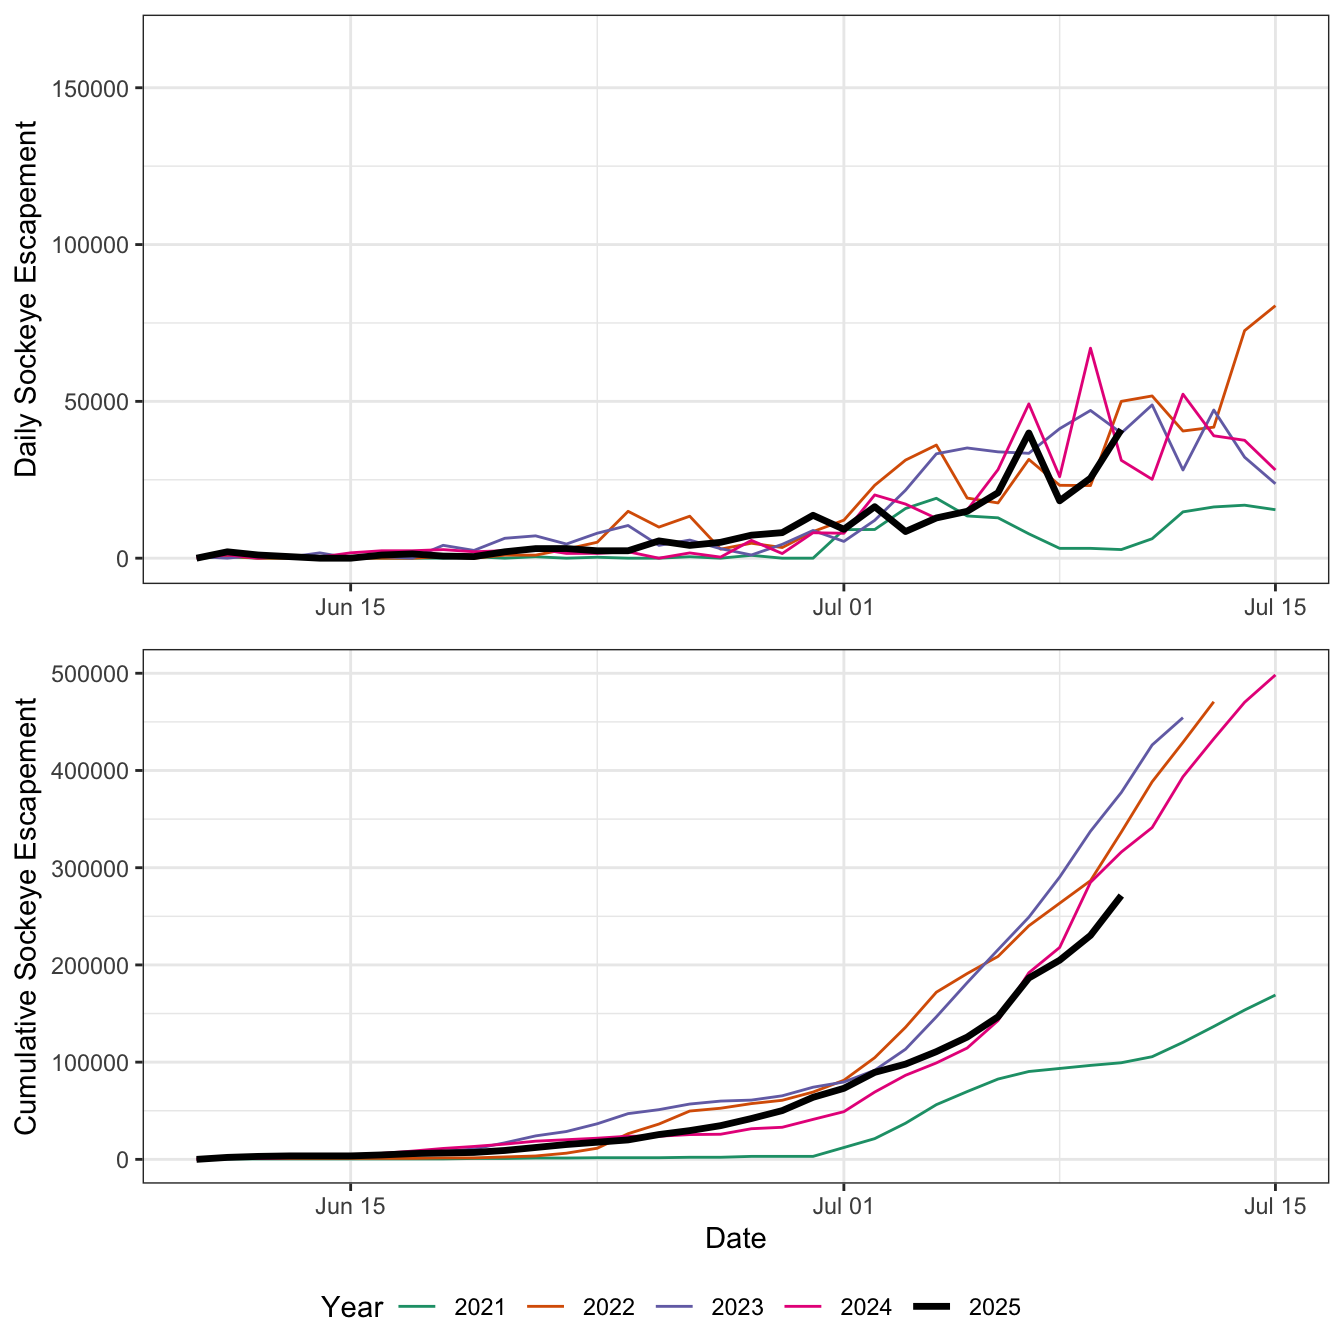 Daily Sockeye Escapement
150000
100000
50000
0
Jun 15 Jul 01 Jul 15
Cumulative Sockeye Escapement
500000
400000
300000
200000
100000
0
Jun 15 Jul 01 Jul 15
Date
Year 2021 2022 2023 2024 2025